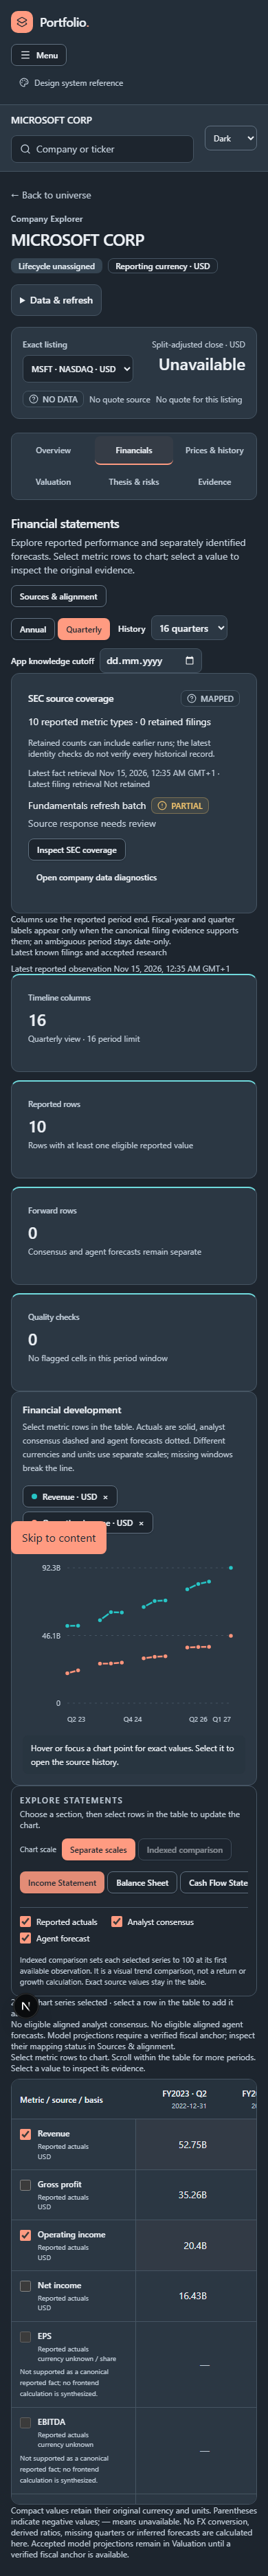 Portfolio.
Menu
Design system reference
MICROSOFT CORP
Company or ticker
Dark
← Back to universe
Company Explorer
MICROSOFT CORP
Lifecycle unassigned
Reporting currency · USD
Data & refresh
Exact listing
Split-adjusted close · USD
MSFT · NASDAQ · USD
Unavailable
NO DATA
No quote source
No quote for this listing
Overview
Financials
Prices & history
Valuation
Thesis & risks
Evidence
Financial statements
Explore reported performance and separately identified
forecasts. Select metric rows to chart; select a value to
inspect the original evidence.
Sources & alignment
Annual
Quarterly
History
16 quarters
App knowledge cutoff
dd.mm.yyyy
SEC source coverage
MAPPED
10 reported metric types · 0 retained filings
Retained counts can include earlier runs; the latest
identity checks do not verify every historical record.
Latest fact retrieval Nov 15, 2026, 12:35 AM GMT+1 ·
Latest filing retrieval Not retained
Fundamentals refresh batch
PARTIAL
Source response needs review
Inspect SEC coverage
Open company data diagnostics
Columns use the reported period end. Fiscal-year and quarter
labels appear only when the canonical filing evidence supports
them; an ambiguous period stays date-only.
Latest known filings and accepted research
Latest reported observation Nov 15, 2026, 12:35 AM GMT+1
Timeline columns
16
Quarterly view · 16 period limit
Reported rows
10
Rows with at least one eligible reported value
Forward rows
0
Consensus and agent forecasts remain separate
Quality checks
0
No flagged cells in this period window
Financial development
Select metric rows in the table. Actuals are solid, analyst
consensus dashed and agent forecasts dotted. Different
currencies and units use separate scales; missing windows
break the line.
Revenue · USD ×
· USD ×
Skip to content
92.3B
46.1B
0
Q2 23
Q4 24
Q2 26
Q1 27
Hover or focus a chart point for exact values. Select it to
open the source history.
EXPLORE STATEMENTS
Choose a section, then select rows in the table to update the
chart.
Chart scale
Separate scales
Indexed comparison
Income Statement
Balance Sheet
Cash Flow State
Reported actuals
Analyst consensus
Agent forecast
Indexed comparison sets each selected series to 100 at its first
available observation. It is a visual comparison, not a return or
growth calculation. Exact source values stay in the table.
N
chart series selected · select a row in the table to add it
No eligible aligned analyst consensus. No eligible aligned agent
forecasts. Model projections require a verified fiscal anchor; inspect
their mapping status in Sources & alignment.
Select metric rows to chart. Scroll within the table for more periods.
Select a value to inspect its evidence.
Metric / source / basis
FY2023 · Q2
2022-12-31
Revenue
Reported actuals
USD
52.75B
Gross profit
Reported actuals
USD
35.26B
Operating income
Reported actuals
USD
20.4B
Net income
Reported actuals
USD
16.43B
EPS
Reported actuals
currency unknown / share
Not supported as a canonical
reported fact; no frontend
calculation is synthesized.
—
EBITDA
Reported actuals
currency unknown
Not supported as a canonical
reported fact; no frontend
calculation is synthesized.
—
Compact values retain their original currency and units. Parentheses
indicate negative values; — means unavailable. No FX conversion,
derived ratios, missing quarters or inferred forecasts are calculated
here. Accepted model projections remain in Valuation until a
verified fiscal anchor is available.